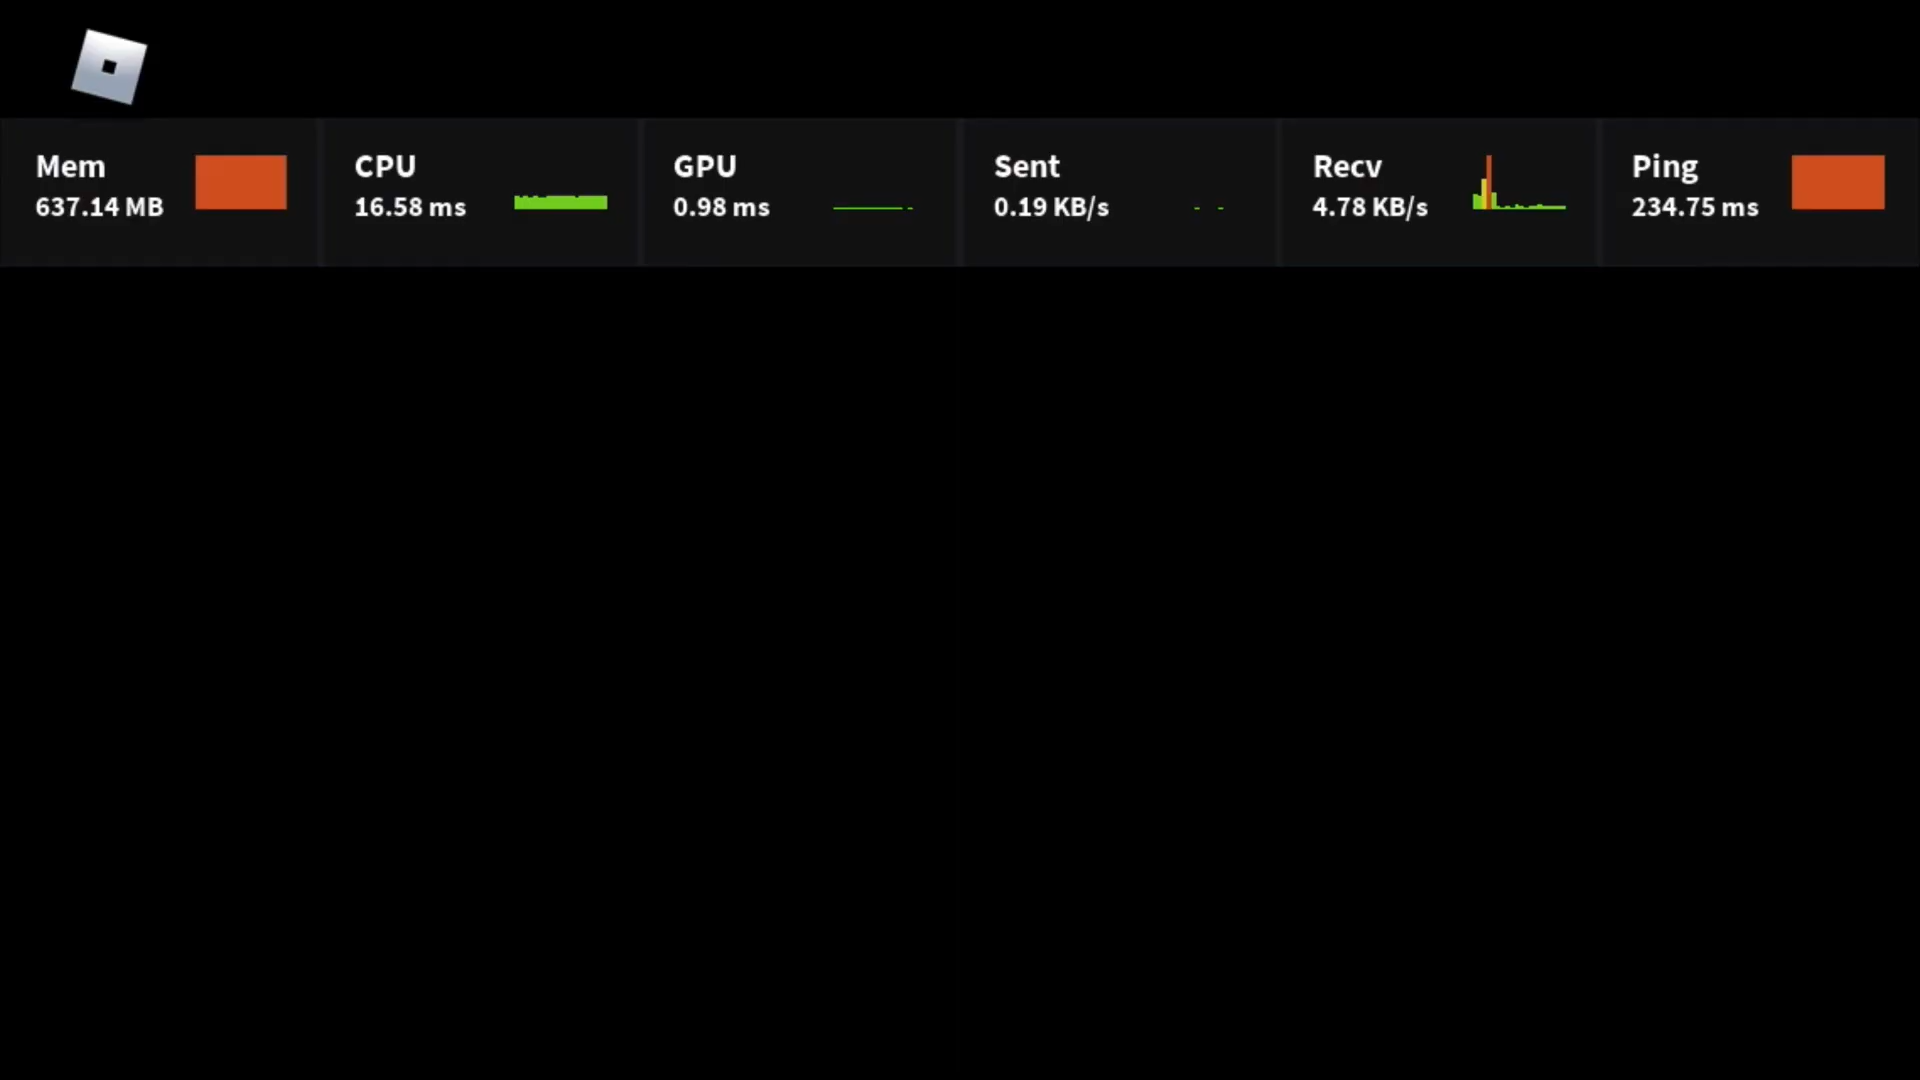 Mem
637.14 MB
CPU
16.58 ms
GPU
0.98 ms
Sent
0.19 KB/s
Recv
4.78 KB/s
Ping
234.75 ms